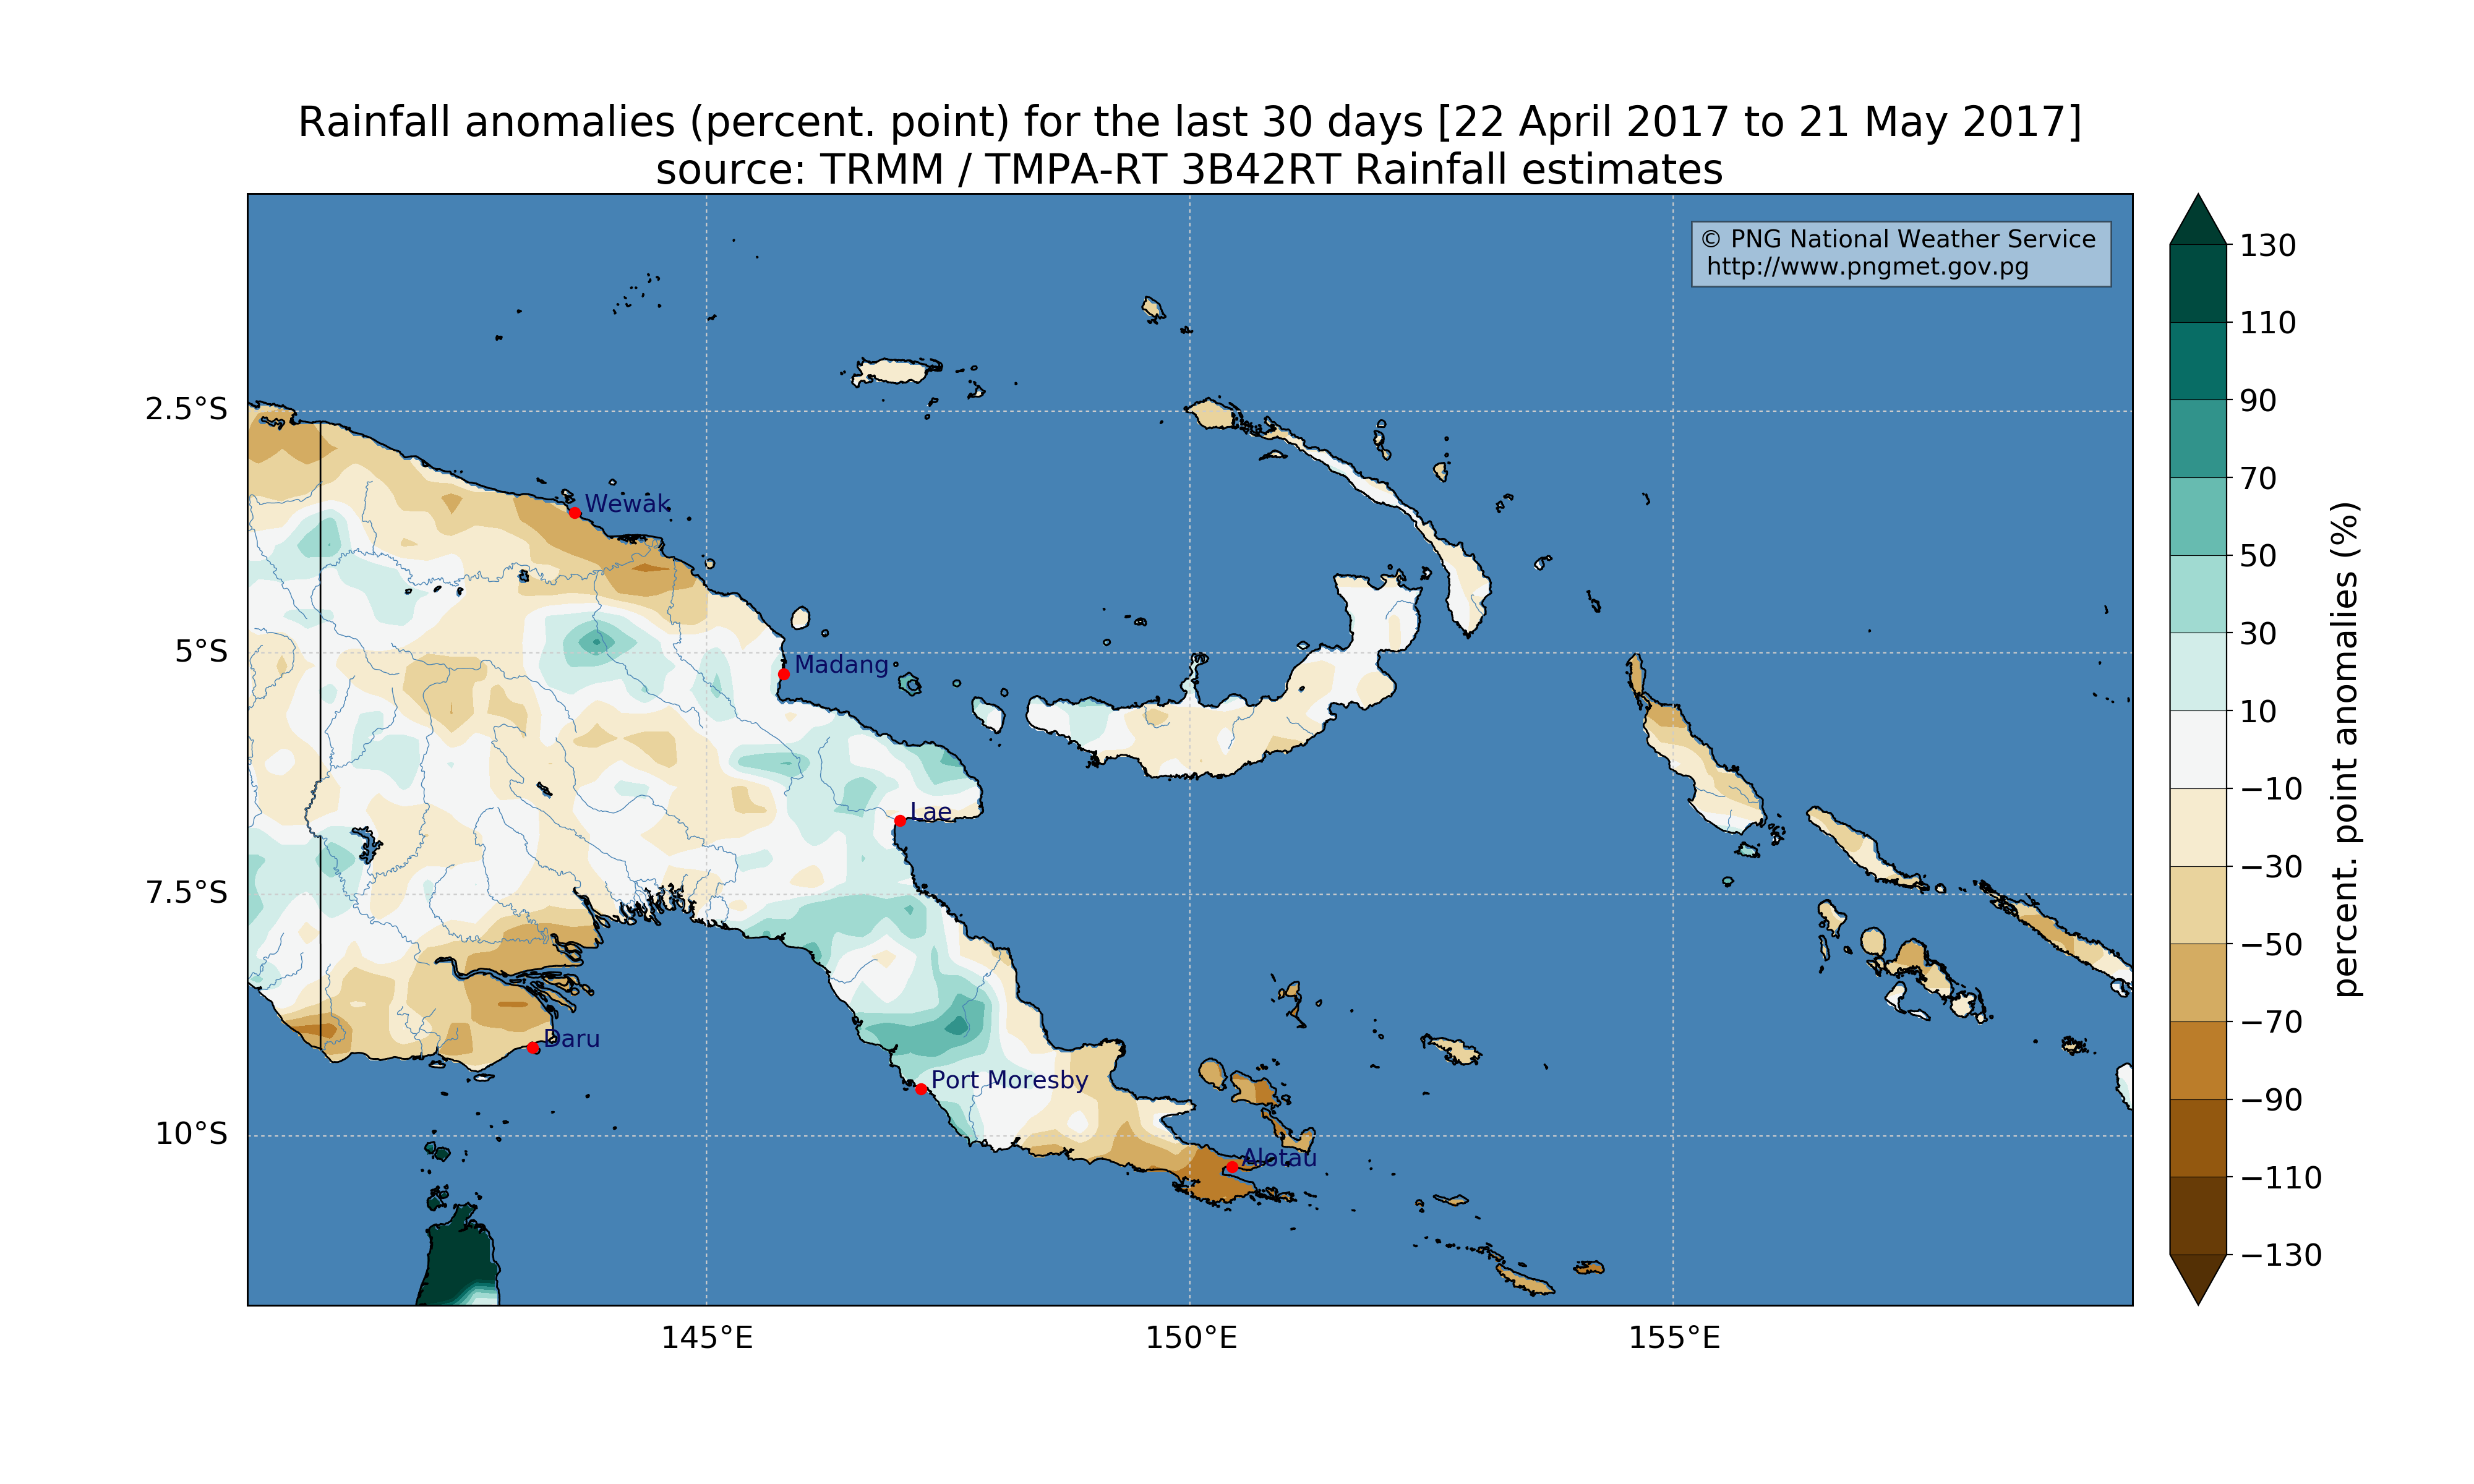 Rainfall anomalies (percent. point) for the last 30 days [22 April 2017 to 21 May 2017]
source: TRMM / TMPA-RT 3B42RT Rainfall estimates
© PNG National Weather Service
http://www.pngmet.gov.pg
2.5°S
5°S
7.5°S
10°S
Wewak
Madang
Lae
Daru
Port Moresby
Alotau
145°E
150°E
155°E
130
110
90
70
50
30
10
−10
−30
−50
−70
−90
−110
−130
percent. point anomalies (%)